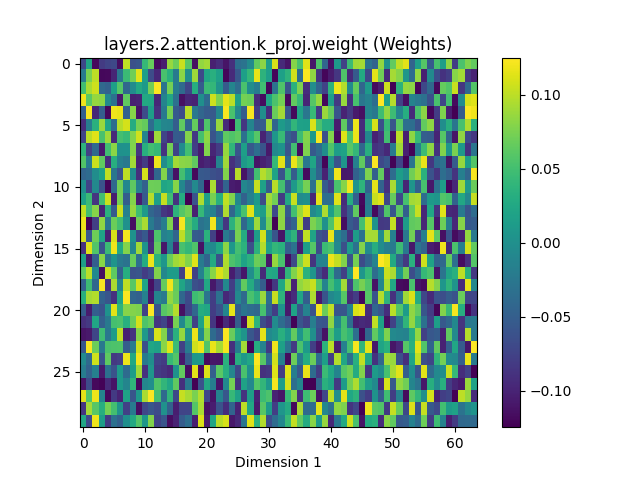 layers.2.attention.k_proj.weight (Weights)
0
5
10
15
20
25
Dimension 2
0 10 20 30 40 50 60
Dimension 1
0.10
0.05
0.00
−0.05
−0.10